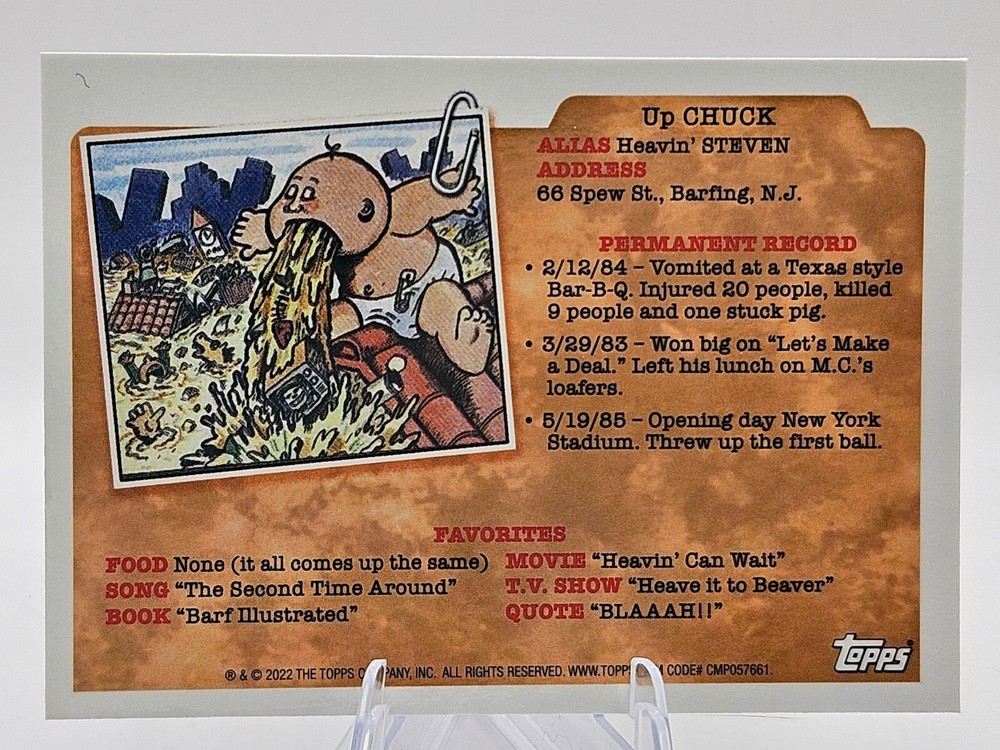 Up CHUCK
ALIAS Heavin' STEVEN
ADDRESS
66 Spew St., Barfing, N.J.
PERMANENT RECORD
• 2/12/84 – Vomited at a Texas style
Bar-B-Q. Injured 20 people, killed
9 people and one stuck pig.
• 3/29/83 – Won big on "Let's Make
a Deal." Left his lunch on M.C.'s
loafers.
• 5/19/85 – Opening day New York
Stadium. Threw up the first ball.
FAVORITES
FOOD None (it all comes up the same)
SONG "The Second Time Around"
BOOK "Barf Illustrated"
MOVIE "Heavin' Can Wait"
T.V. SHOW "Heave it to Beaver"
QUOTE "BLAAAH!!"
Topps
® & © 2022 THE TOPPS COMPANY, INC. ALL RIGHTS RESERVED. CODE# CMP057661.